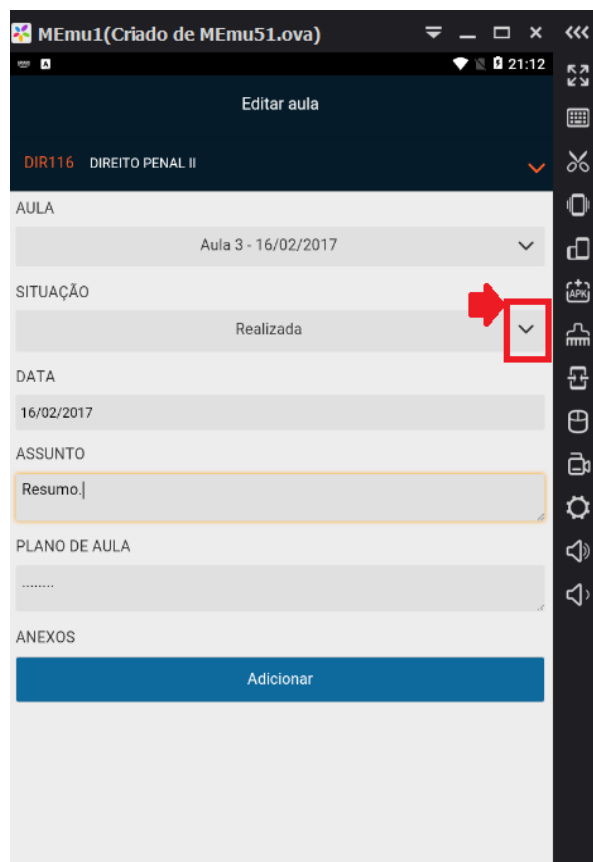 MEmu1(Criado de MEmu51.ova)
A
21:12
Editar aula
DIR116 DIREITO PENAL II
AULA
Aula 3 - 16/02/2017
SITUAÇÃO
Realizada
DATA
16/02/2017
ASSUNTO
Resumo.
PLANO DE AULA
........
ANEXOS
Adicionar
APK